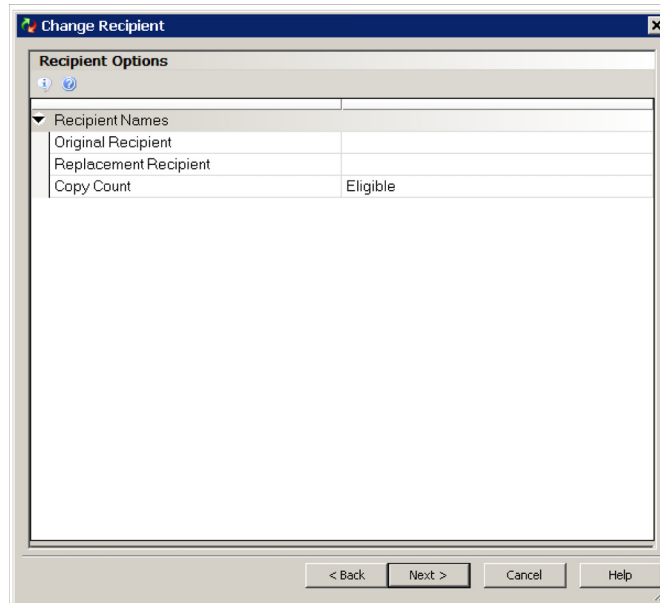 Change Recipient
Recipient Options
Recipient Names
Original Recipient
Replacement Recipient
Copy Count Eligible
< Back Next > Cancel Help